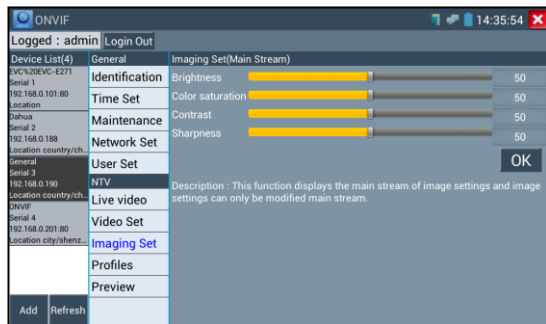 ONVIF
14:35:54
Logged : admin Login Out
Device List(4)
EVC%20EVC-E271
Serial 1
192.168.0.101:80
Location
Dahua
Serial 2
192.168.0.188
Location country/ch..
General
Serial 3
192.168.0.190
Location country/ch..
ONVIF
Serial 4
192.168.0.201:80
Location city/shenz..
Add Refresh
General
Identification
Time Set
Maintenance
Network Set
User Set
NTV
Live video
Video Set
Imaging Set
Profiles
Preview
Imaging Set(Main Stream)
Brightness 50
Color saturation 50
Contrast 50
Sharpness 50
OK
Description : This function displays the main stream of image settings and image
settings can only be modified main stream.